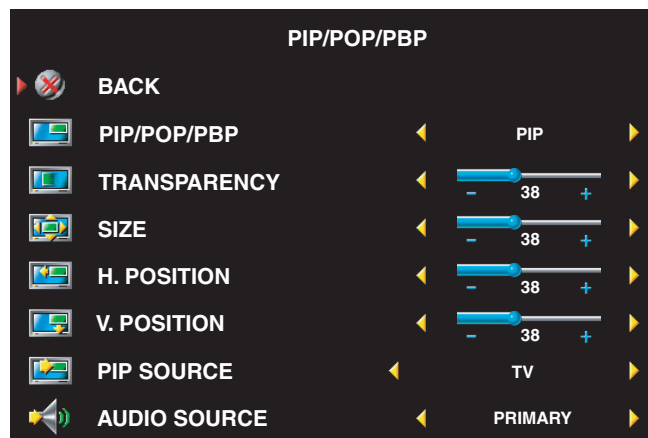 PIP/POP/PBP
BACK
PIP/POP/PBP PIP
TRANSPARENCY - 38 +
SIZE - 38 +
H. POSITION - 38 +
V. POSITION - 38 +
PIP SOURCE TV
AUDIO SOURCE PRIMARY